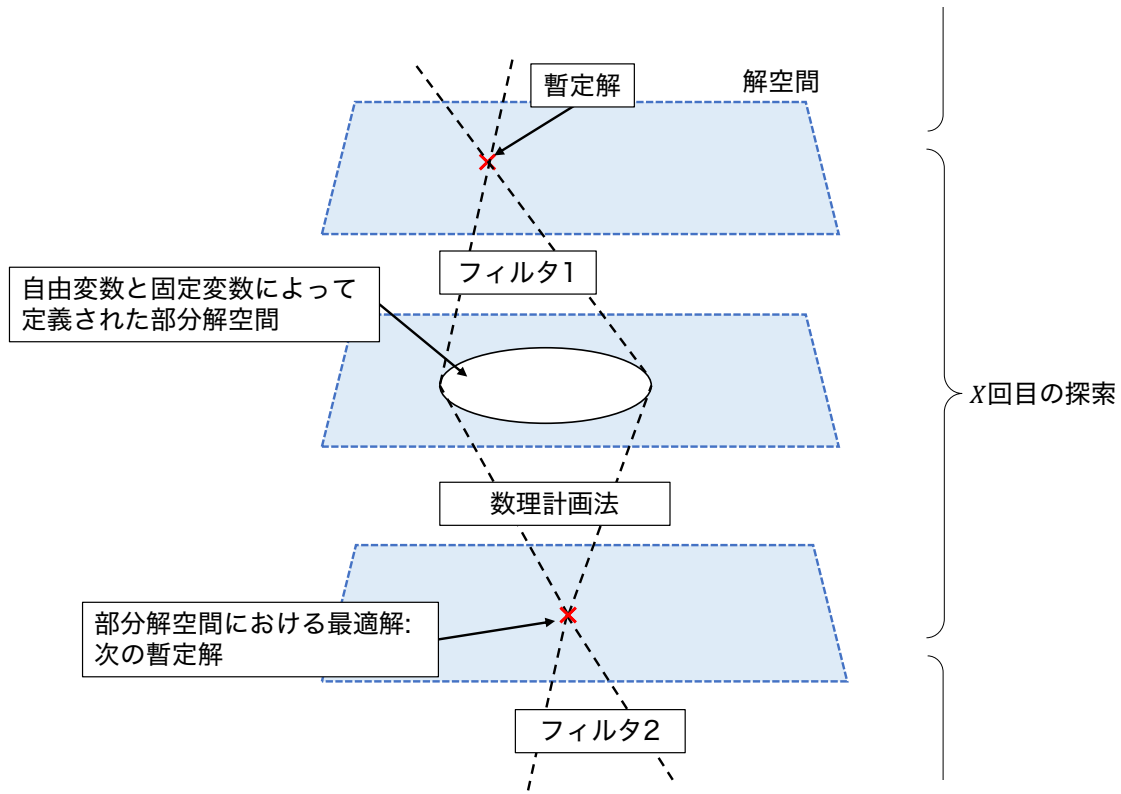 暫定解
解空間
フィルタ1
自由変数と固定変数によって
定義された部分解空間
X回目の探索
数理計画法
部分解空間における最適解:
次の暫定解
フィルタ2